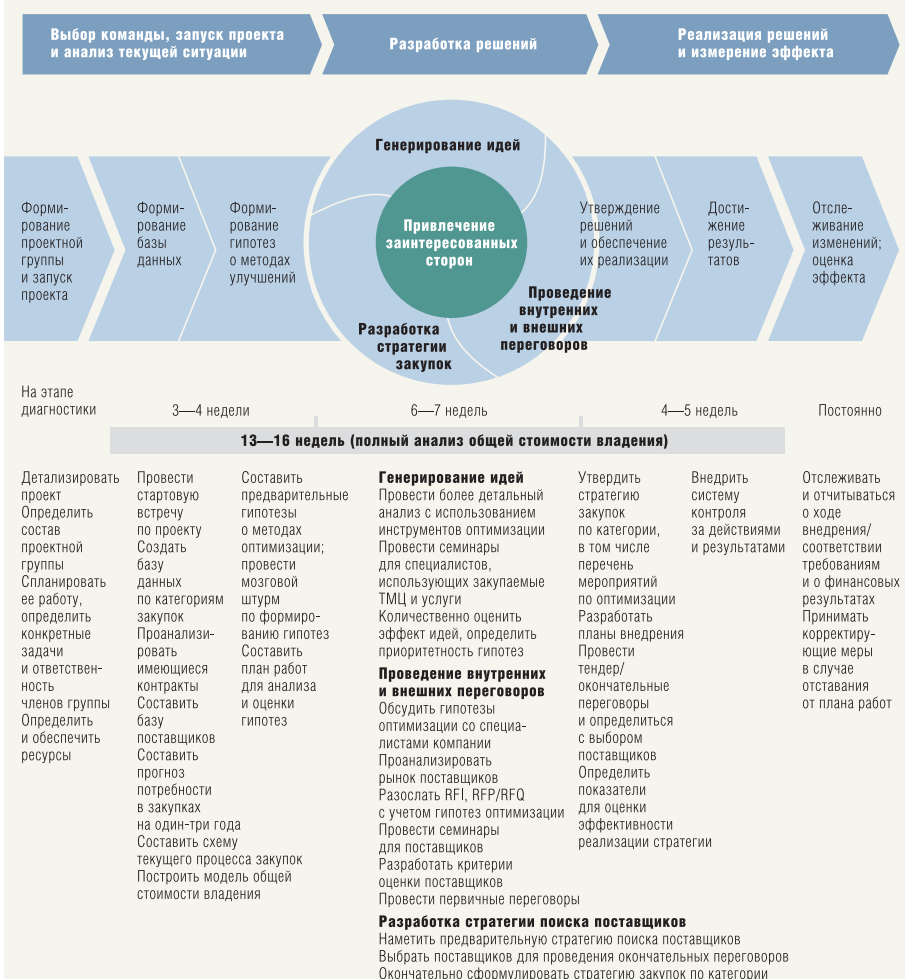 Выбор команды, запуск проекта
и анализ текущей ситуации
Разработка решений
Реализация решений
и измерение эффекта
Форми-
рование
проектной
группы
и запуск
проекта
Форми-
рование
базы
данных
Форми-
рование
гипотез
о методах
улучшений
Генерирование идей
Привлечение
заинтересованных
сторон
Разработка
стратегии
закупок
Проведение
внутренних
и внешних
переговоров
Утверждение
решений
и обеспечение
их реализации
Дости-
жение
резуль-
татов
Отсле-
живание
изменений;
оценка
эффекта
На этапе
диагностики
3—4 недели
6—7 недель
4—5 недель
Постоянно
13—16 недель (полный анализ общей стоимости владения)
Детализировать
проект
Определить
состав
проектной
группы
Спланировать
ее работу,
определить
конкретные
задачи
и ответствен-
ность
членов группы
Определить
и обеспечить
ресурсы
Провести
стартовую
встречу
по проекту
Создать
базу
данных
по категориям
закупок
Проанализи-
ровать
имеющиеся
контракты
Составить
базу
поставщиков
Составить
прогноз
потребности
в закупках
на один-три года
Составить схему
текущего процесса закупок
Построить модель общей
стоимости владения
Составить
предварительные
гипотезы
о методах
оптимизации;
провести
мозговой
штурм
по формиро-
ванию гипотез
Составить
план работ
для анализа
и оценки
гипотез
Генерирование идей
Провести более детальный
анализ с использованием
инструментов оптимизации
Провести семинары
для специалистов,
использующих закупаемые
ТМЦ и услуги
Количественно оценить
эффект идей, определить
приоритетность гипотез
Проведение внутренних
и внешних переговоров
Обсудить гипотезы
оптимизации со специа-
листами компании
Проанализировать
рынок поставщиков
Разослать RFI, RFP/RFQ
с учетом гипотез оптимизации
Провести семинары
для поставщиков
Разработать критерии
оценки поставщиков
Провести первичные переговоры
Разработка стратегии поиска поставщиков
Наметить предварительную стратегию поиска поставщиков
Выбрать поставщиков для проведения окончательных переговоров
Окончательно сформулировать стратегию закупок по категории
Утвердить
стратегию
закупок
по категории,
в том числе
перечень
мероприятий
по оптимизации
Разработать
планы внедрения
Провести
тендер/
окончательные
переговоры
и определиться
с выбором
поставщиков
Определить
показатели
для оценки
эффективности
реализации стратегии
Внедрить
систему
контроля
за действиями
и результатами
Отслеживать
и отчитываться
о ходе
внедрения/
соответствии
требованиям
и о финансовых
результатах
Принимать
корректиру-
ющие меры
в случае
отставания
от плана работ